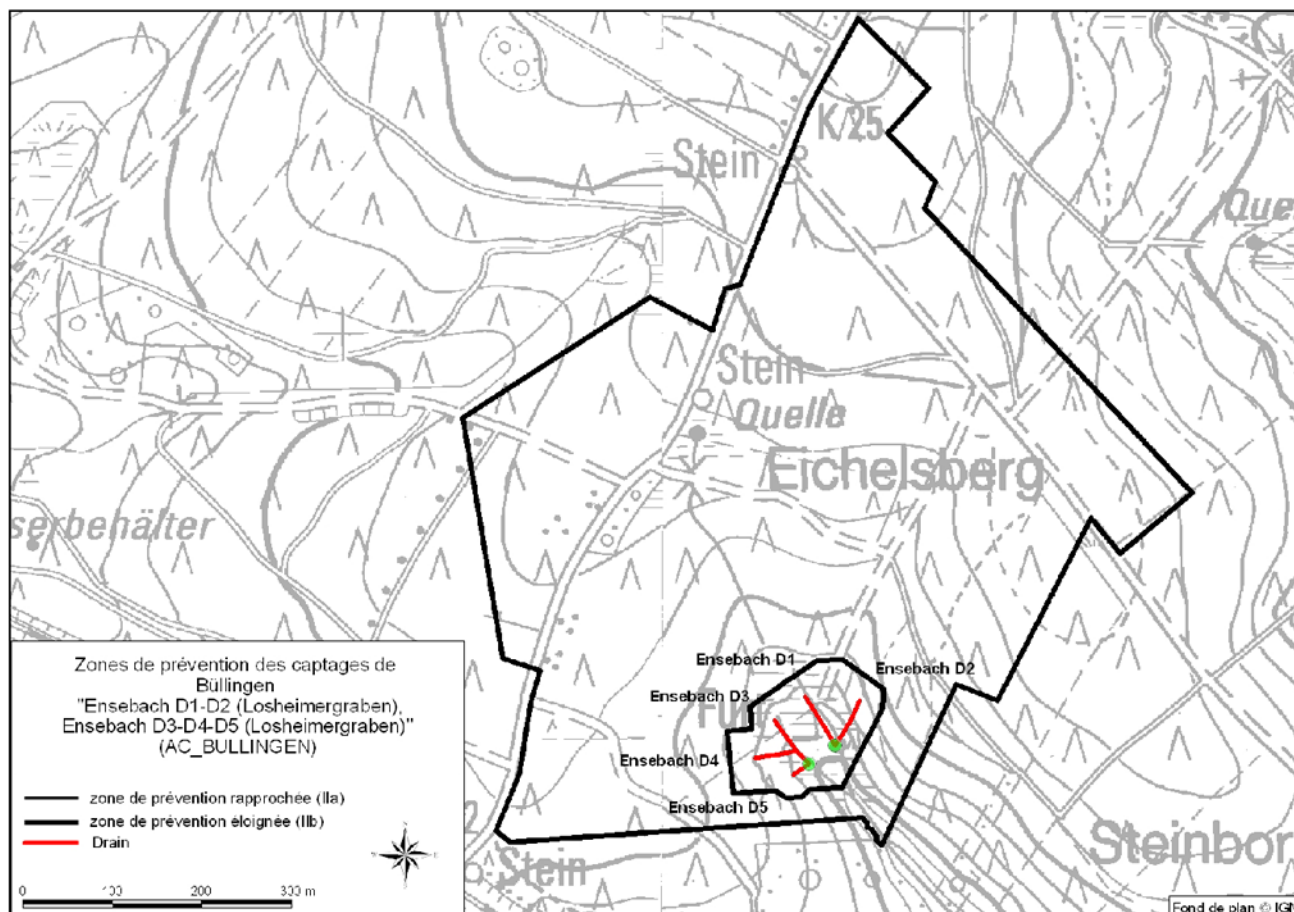 K/25
Stein
Stein
Quelle
Eichelsberg
serbehälter
Ensebach D1
Ensebach D2
Ensebach D3
Ensebach D4
Ensebach D5
Steinbor
Stein
Zones de prévention des captages de
Büllingen
"Ensebach D1-D2 (Losheimergraben),
Ensebach D3-D4-D5 (Losheimergraben)"
(AC_BULLINGEN)
zone de prévention rapprochée (IIa)
zone de prévention éloignée (IIb)
Drain
0 100 200 300 m
Fond de plan © IGN